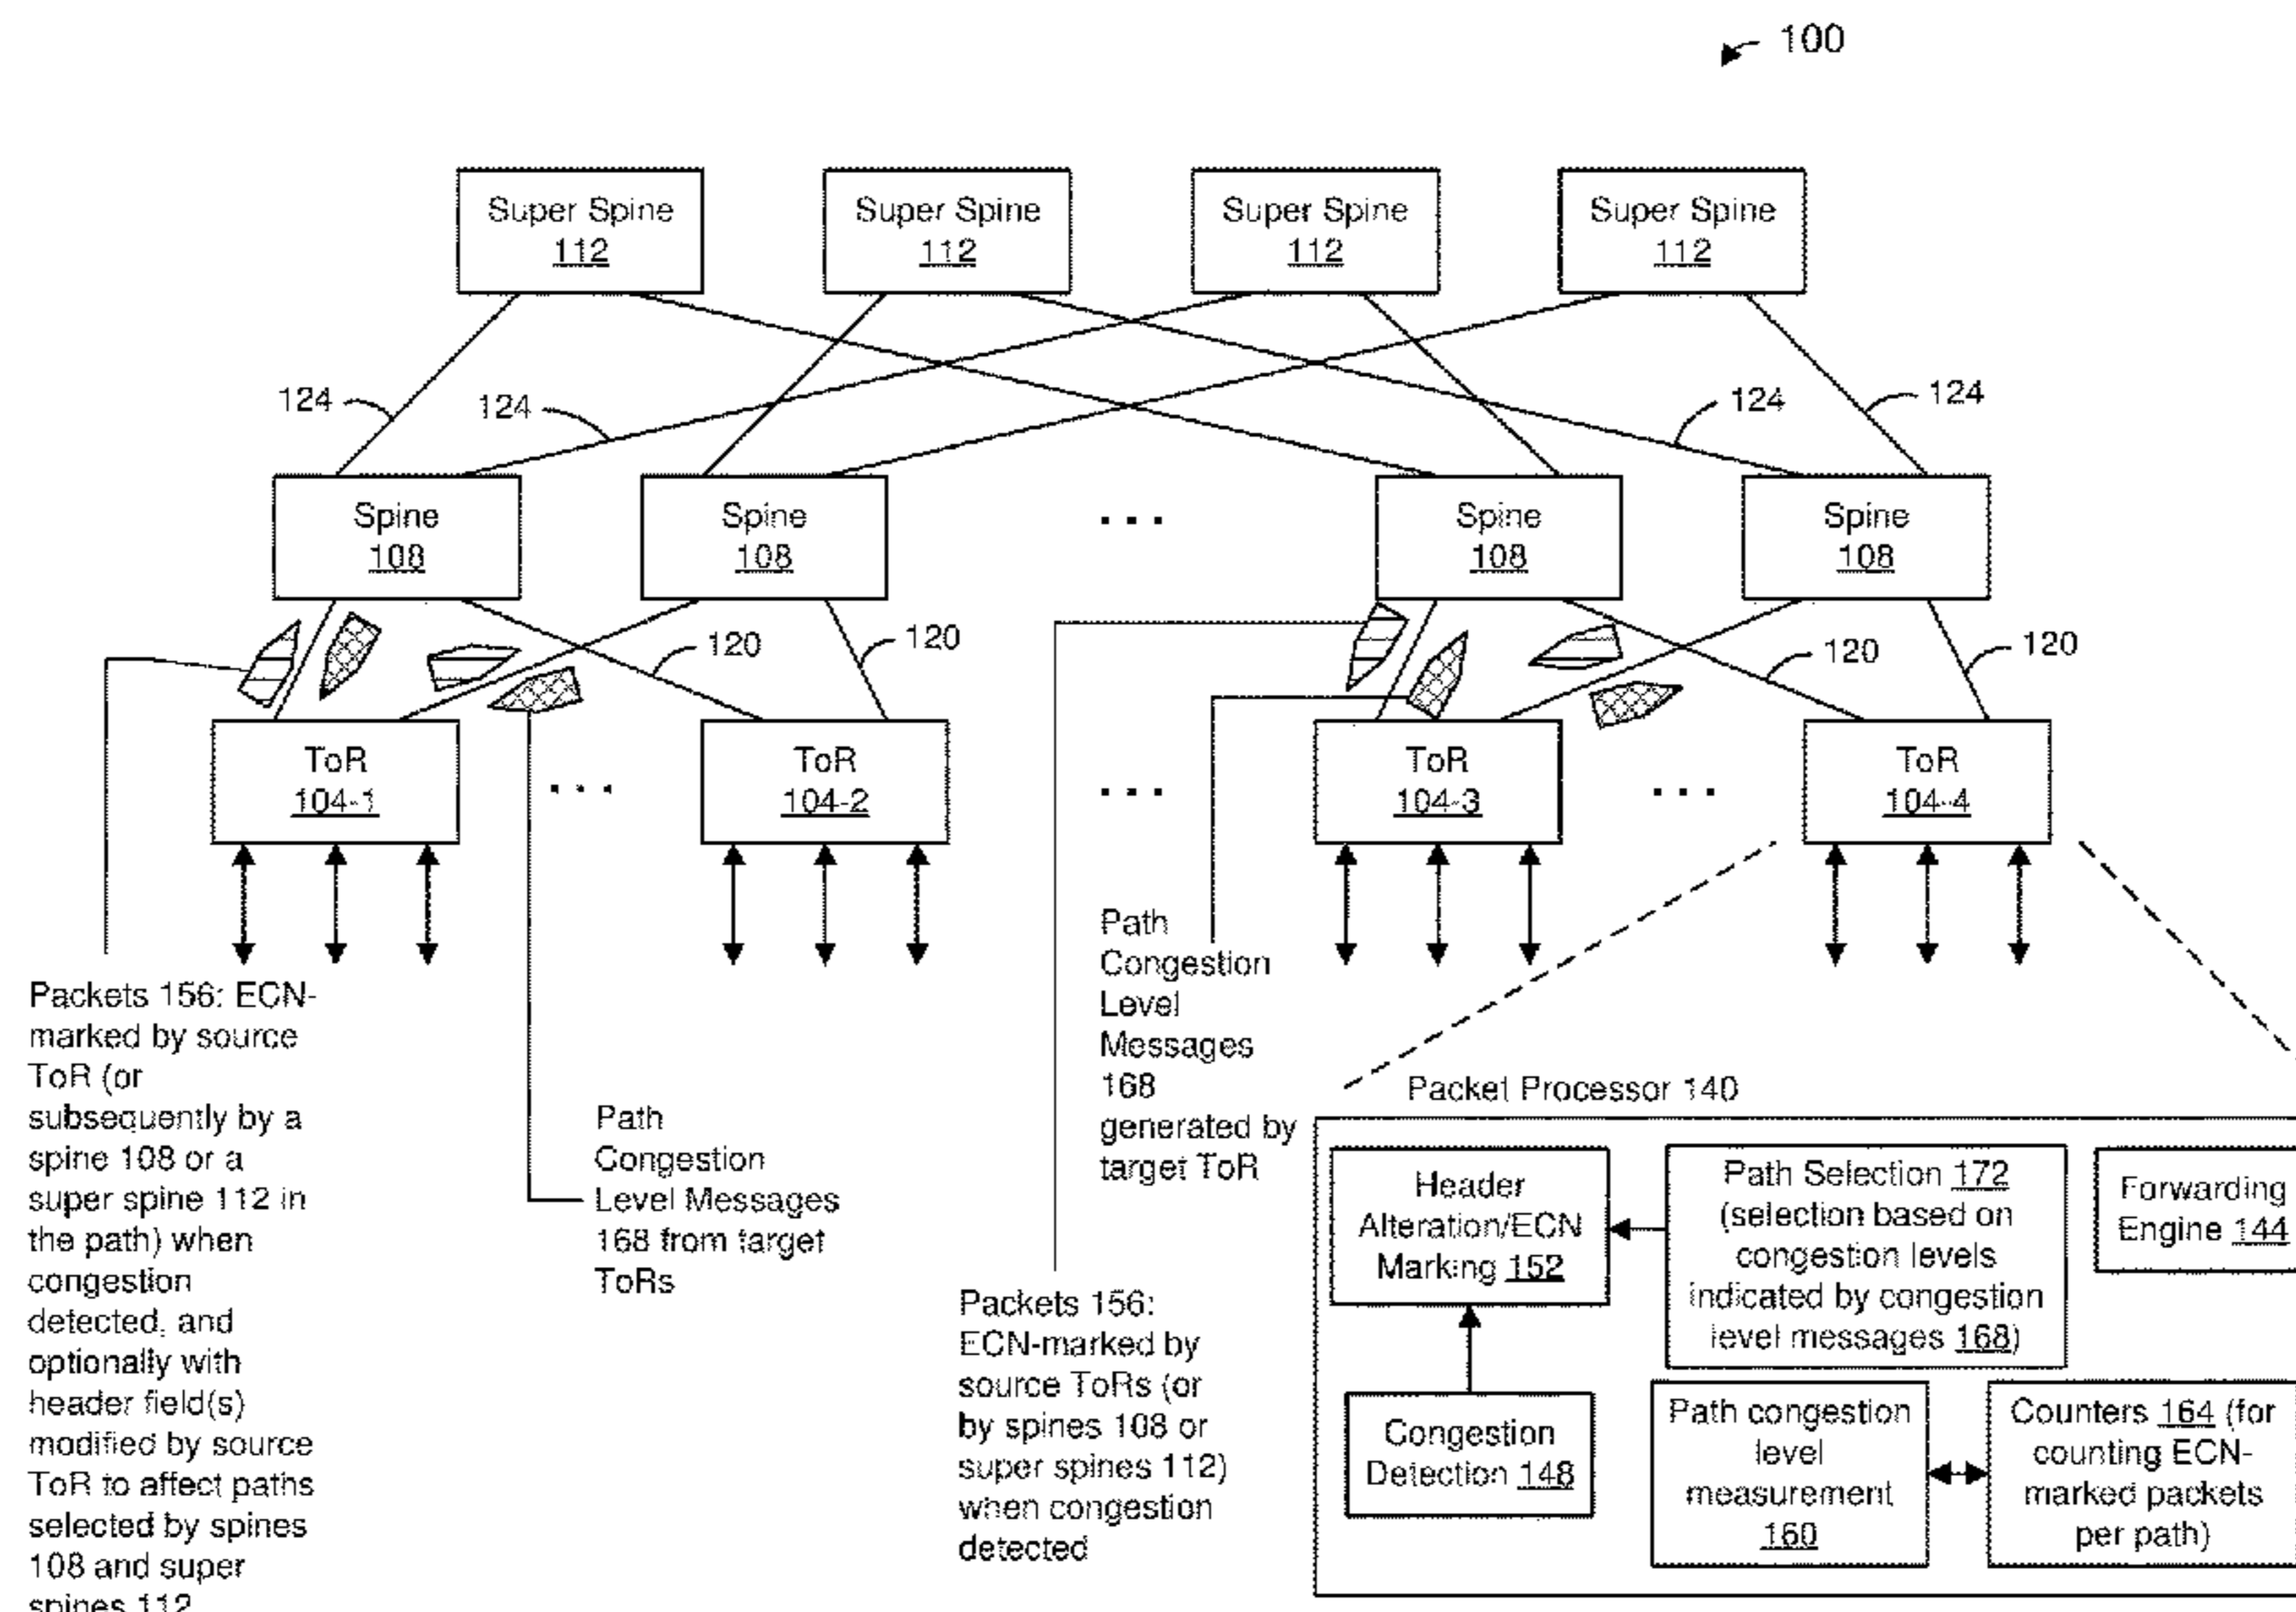 100
Super Spine
112
Super Spine
112
Super Spine
112
Super Spine
112
124
124
124
124
Spine
108
Spine
108
...
Spine
108
Spine
108
120
120
120
120
ToR
104-1
...
ToR
104-2
...
ToR
104-3
...
ToR
104-4
Packets 156: ECN-
marked by source
ToR (or
subsequently by a
spine 108 or a
super spine 112 in
the path) when
congestion
detected, and
optionally with
header field(s)
modified by source
ToR to affect paths
selected by spines
108 and super
spines 112
Path
Congestion
Level Messages
168 from target
ToRs
Path
Congestion
Level
Messages
168
generated by
target ToR
Packets 156:
ECN-marked by
source ToRs (or
by spines 108 or
super spines 112)
when congestion
detected
Packet Processor 140
Header
Alteration/ECN
Marking 152
Path Selection 172
(selection based on
congestion levels
indicated by congestion
level messages 168)
Forwarding
Engine 144
Congestion
Detection 148
Path congestion
level
measurement
160
Counters 164 (for
counting ECN-
marked packets
per path)